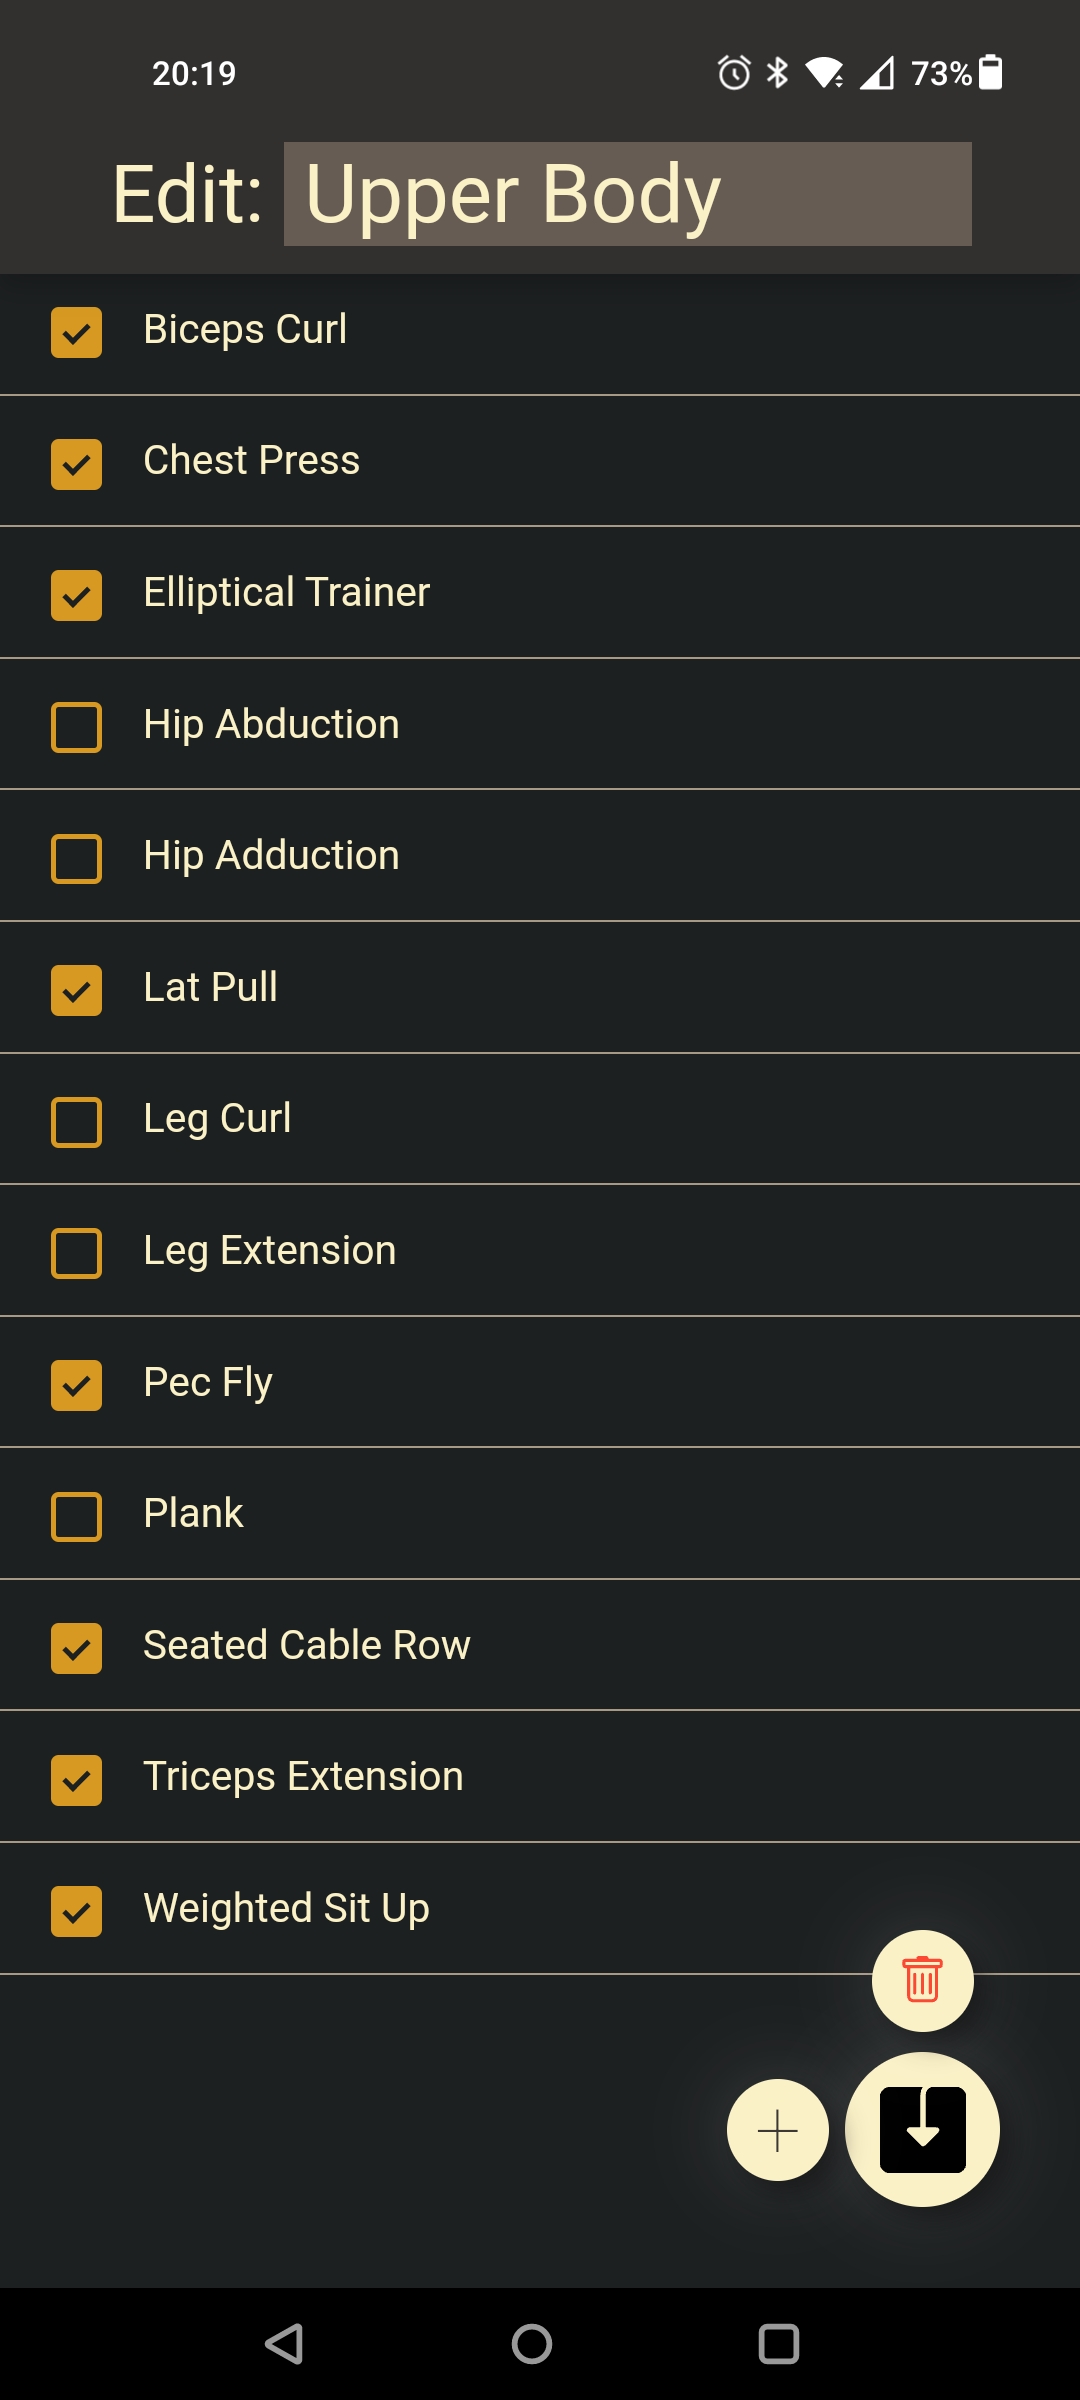 20:19 73%
Edit: Upper Body
Biceps Curl
Chest Press
Elliptical Trainer
Hip Abduction
Hip Adduction
Lat Pull
Leg Curl
Leg Extension
Pec Fly
Plank
Seated Cable Row
Triceps Extension
Weighted Sit Up